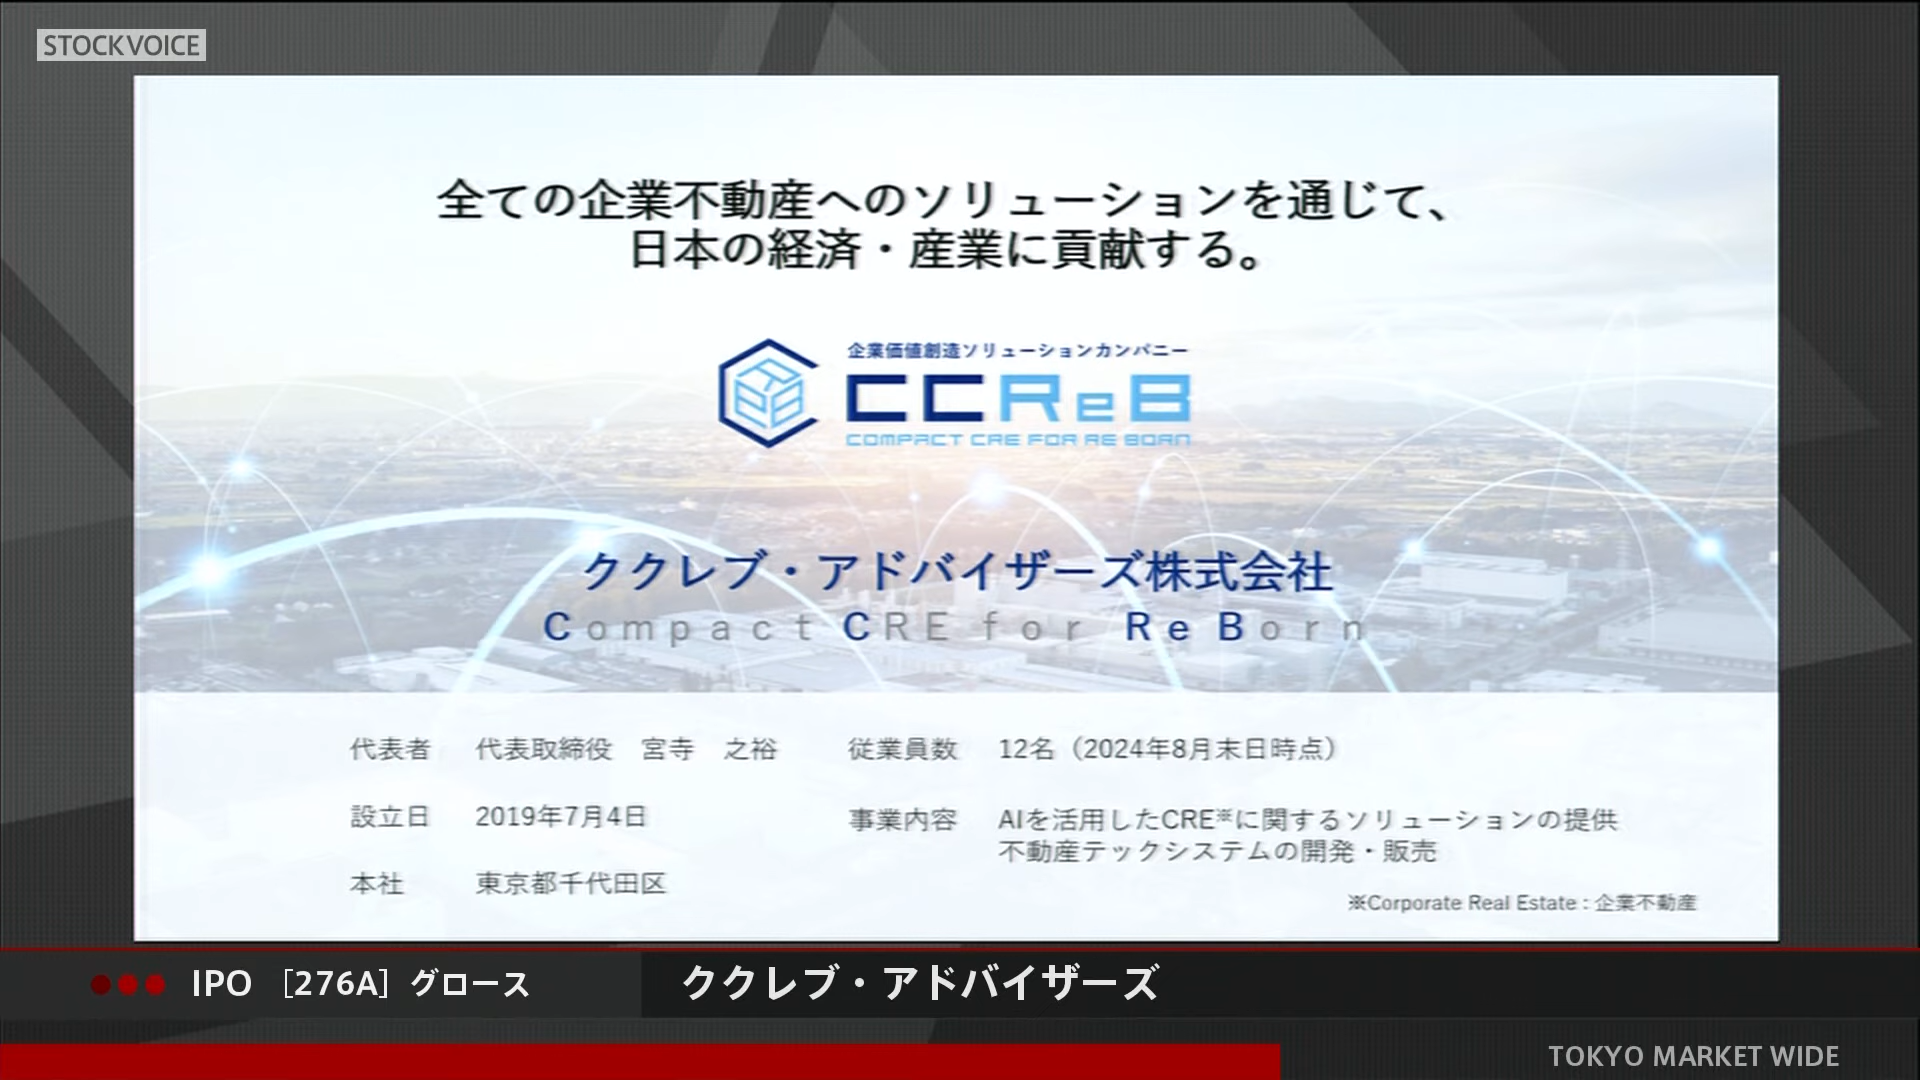 STOCKVOICE
全ての企業不動産へのソリューションを通じて、
日本の経済・産業に貢献する。
企業価値創造ソリューションカンパニー
CCReB
COMPACT CRE FOR RE BORN
ククレブ・アドバイザーズ株式会社
Compact CRE for ReBorn
代表者 代表取締役 宮寺 之裕
設立日 2019年7月4日
本社 東京都千代田区
従業員数 12名（2024年8月末日時点）
事業内容 AIを活用したCRE※に関するソリューションの提供
不動産テックシステムの開発・販売
※Corporate Real Estate : 企業不動産
IPO ［276A］グロース
ククレブ・アドバイザーズ
TOKYO MARKET WIDE